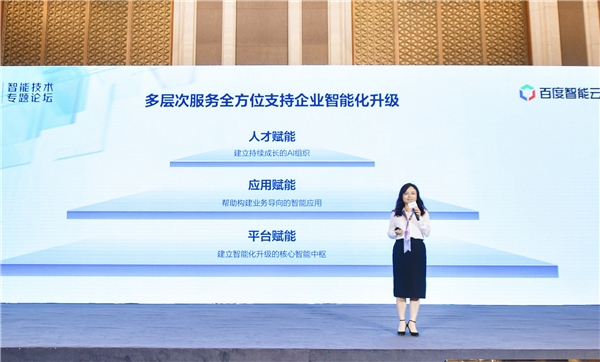 智能技术
专题论坛
百度智能云
多层次服务全方位支持企业智能化升级
人才赋能
建立持续成长的AI组织
应用赋能
帮助构建业务导向的智能应用
平台赋能
建立智能化升级的核心智能中枢